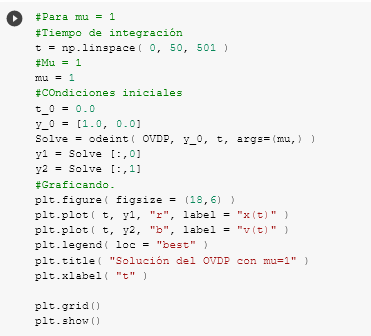 #Para mu = 1
#Tiempo de integración
t = np.linspace( 0, 50, 501 )
#Mu = 1
mu = 1
#COndiciones iniciales
t_0 = 0.0
y_0 = [1.0, 0.0]
Solve = odeint( OVDP, y_0, t, args=(mu,) )
y1 = Solve [:,0]
y2 = Solve [:,1]
#Graficando.
plt.figure( figsize = (18,6) )
plt.plot( t, y1, "r", label = "x(t)" )
plt.plot( t, y2, "b", label = "v(t)" )
plt.legend( loc = "best" )
plt.title( "Solución del OVDP con mu=1" )
plt.xlabel( "t" )
plt.grid()
plt.show()